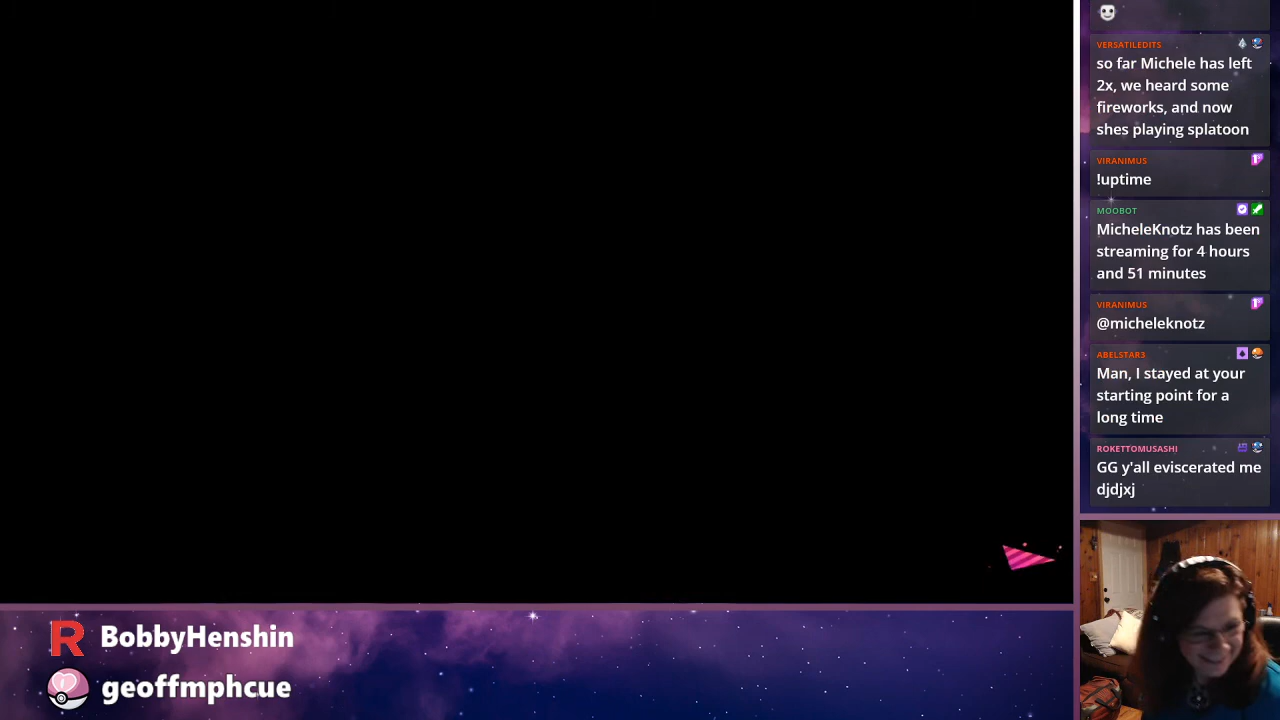 VERSATILEDITS
so far Michele has left
2x, we heard some
fireworks, and now
shes playing splatoon
VIRANIMUS
!uptime
MOOBOT
MicheleKnotz has been
streaming for 4 hours
and 51 minutes
VIRANIMUS
@micheleknotz
ABELSTAR3
Man, I stayed at your
starting point for a
long time
ROKETTOMUSASHI
GG y'all eviscerated me
djdjxj
R BobbyHenshin
geoffmphcue